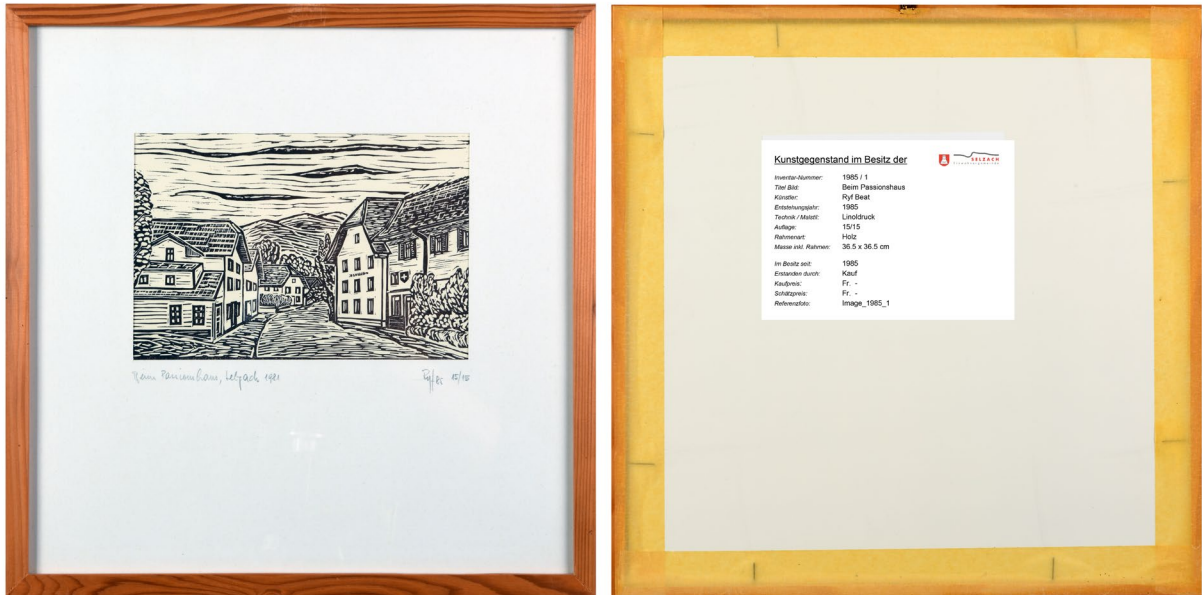 Beim Passionshaus, Selzach 1981
Ryf 85 15/15
Kunstgegenstand im Besitz der
SELZACH
Inventar-Nummer: 1985 / 1
Titel Bild: Beim Passionshaus
Künstler: Ryf Beat
Entstehungsjahr: 1985
Technik / Malstil: Linoldruck
Auflage: 15/15
Rahmenart: Holz
Masse inkl. Rahmen: 36.5 x 36.5 cm
Im Besitz seit: 1985
Erstanden durch: Kauf
Kaufpreis: Fr. -
Schätzpreis: Fr. -
Referenzfoto: Image_1985_1